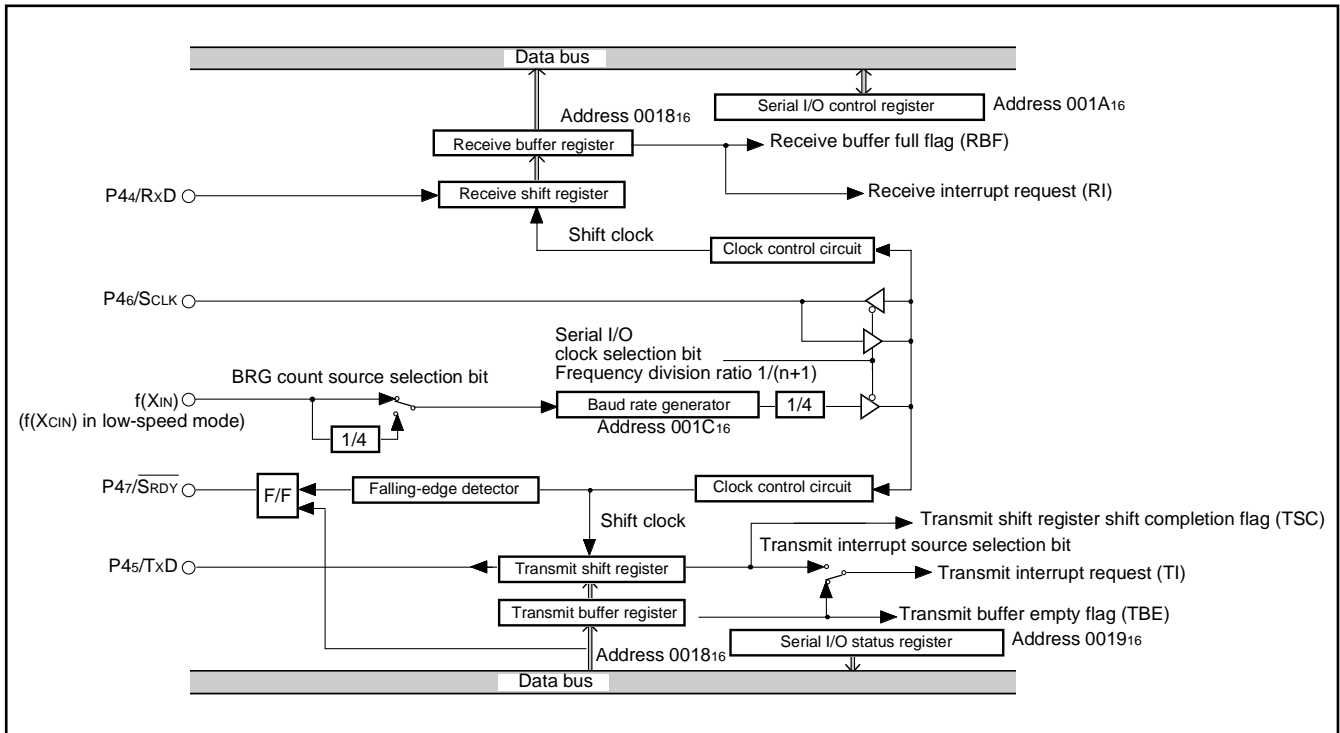 Data bus
Serial I/O control register
Address 001A16
Address 001816
Receive buffer register
Receive buffer full flag (RBF)
P44/RXD
Receive shift register
Receive interrupt request (RI)
Shift clock
Clock control circuit
P46/SCLK
Serial I/O
clock selection bit
Frequency division ratio 1/(n+1)
BRG count source selection bit
f(XIN)
(f(XCIN) in low-speed mode)
1/4
Baud rate generator
1/4
Address 001C16
P47/SRDY
F/F
Falling-edge detector
Clock control circuit
Shift clock
Transmit shift register shift completion flag (TSC)
Transmit interrupt source selection bit
P45/TXD
Transmit shift register
Transmit interrupt request (TI)
Transmit buffer register
Transmit buffer empty flag (TBE)
Address 001816
Serial I/O status register
Address 001916
Data bus